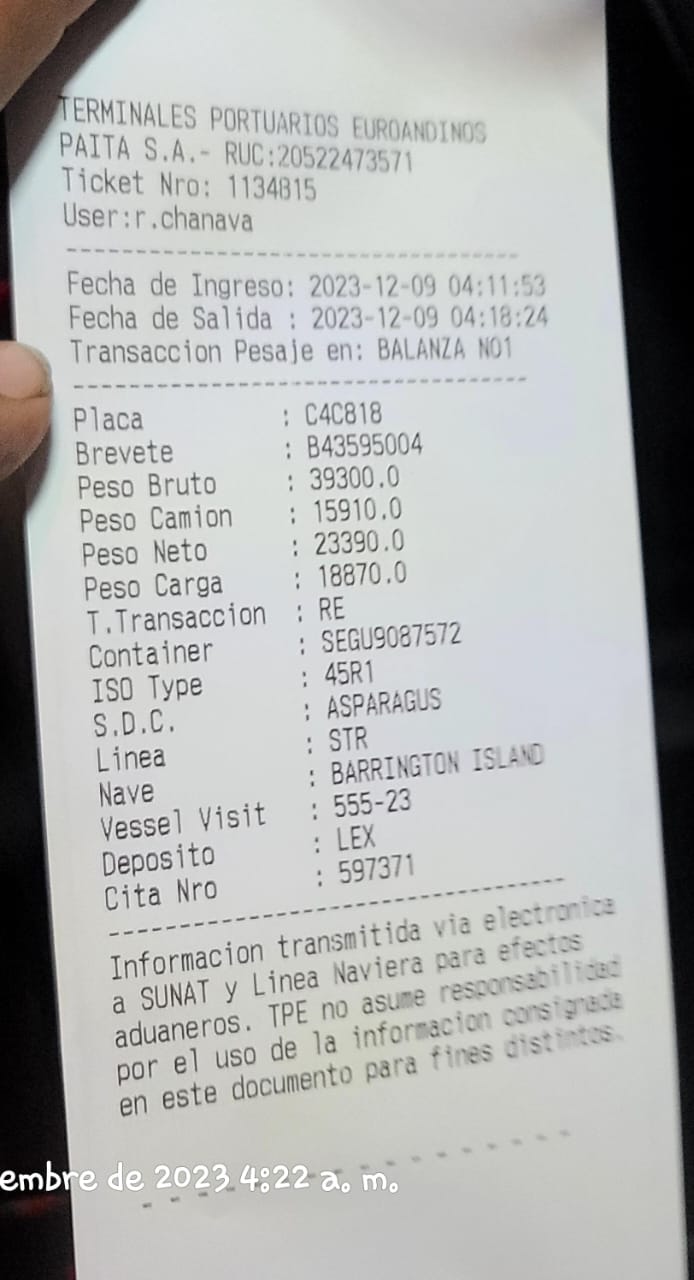 TERMINALES PORTUARIOS EUROANDINOS
PAITA S.A.- RUC:20522473571
Ticket Nro: 1134815
User:r.chanava
Fecha de Ingreso: 2023-12-09 04:11:53
Fecha de Salida : 2023-12-09 04:18:24
Transaccion Pesaje en: BALANZA NO1
Placa : C4C818
Brevete : B43595004
Peso Bruto : 39300.0
Peso Camion : 15910.0
Peso Neto : 23390.0
Peso Carga : 18870.0
T.Transaccion : RE
Container : SEGU9087572
ISO Type : 45R1
S.D.C. : ASPARAGUS
Linea : STR
Nave : BARRINGTON ISLAND
Vessel Visit : 555-23
Deposito : LEX
Cita Nro : 597371
Informacion transmitida via electronica
a SUNAT y Linea Naviera para efectos
aduaneros. TPE no asume responsabilidad
por el uso de la informacion consignada
en este documento para fines distintos.
embre de 2023 4:22 a. m.